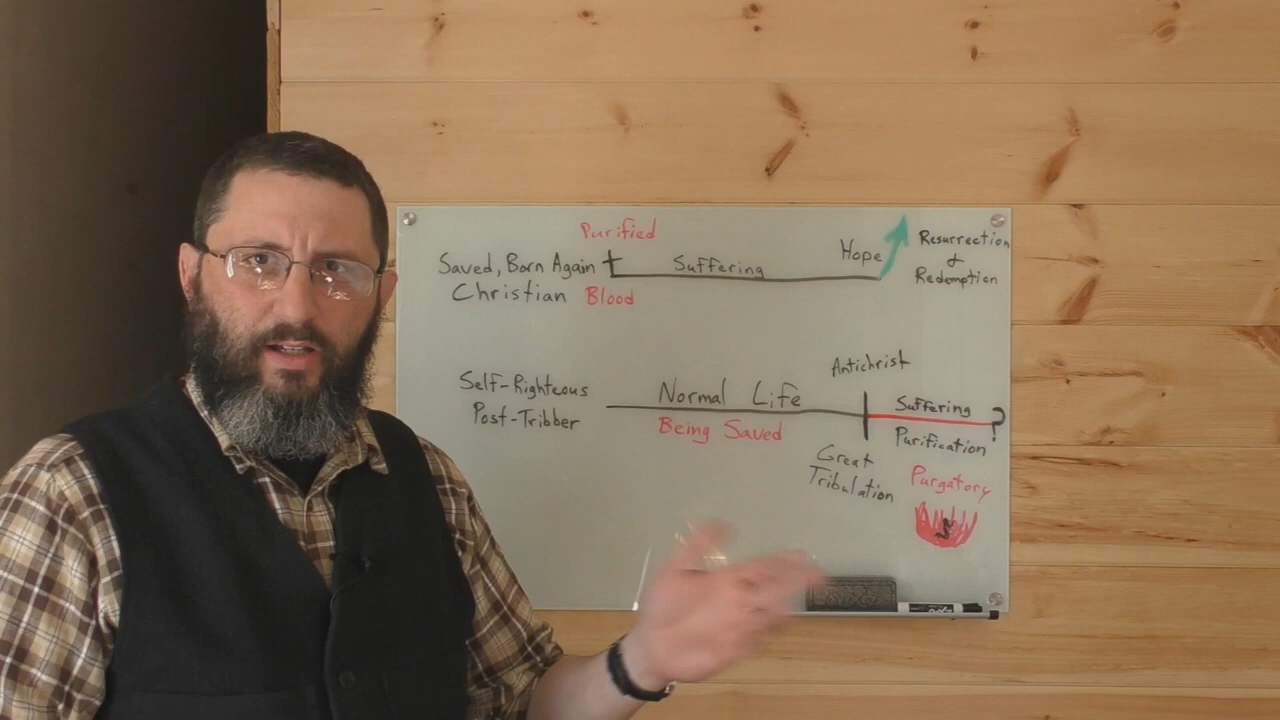 Purified
Saved, Born Again
Christian
Blood
Suffering
Hope
Resurrection
&
Redemption
Self-Righteous
Post-Tribber
Normal Life
Being Saved
Antichrist
Great
Tribulation
Suffering
?
Purification
Purgatory